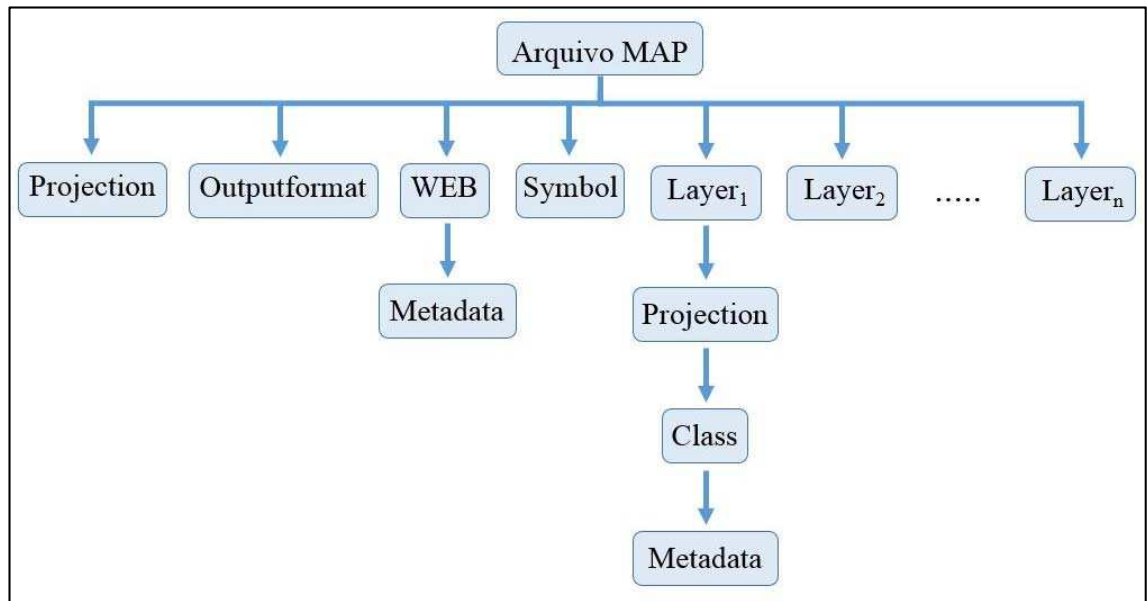 Arquivo MAP
Projection Outputformat WEB Symbol Layer₁ Layer₂ ..... Layerₙ
Metadata Projection
Class
Metadata